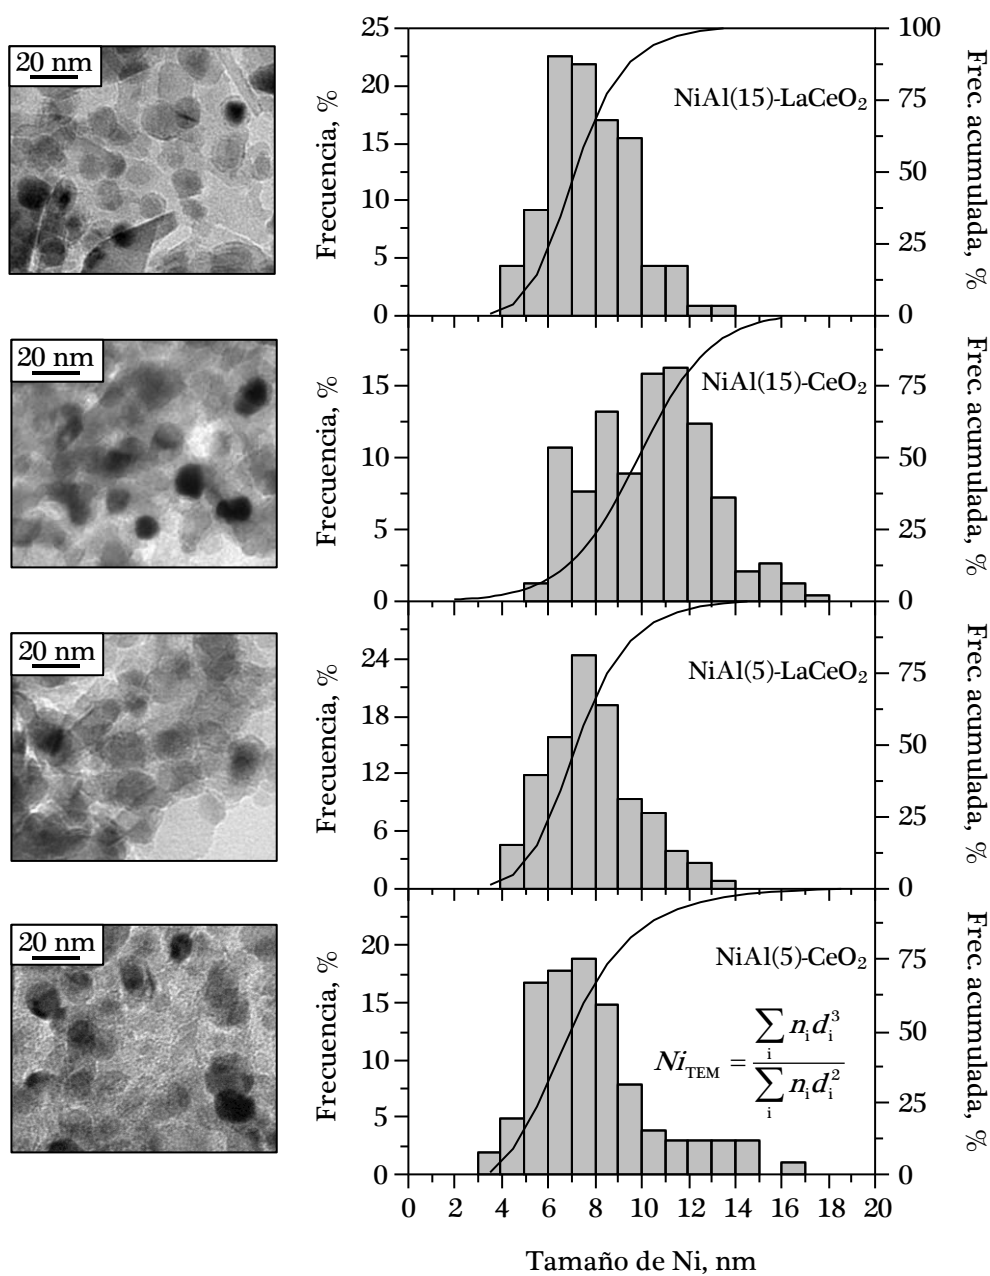 20 nm
Frecuencia, %
25
20
15
10
5
0
NiAl(15)-LaCeO2
100
75
50
25
0
Frec. acumulada, %
20 nm
Frecuencia, %
15
10
5
0
NiAl(15)-CeO2
75
50
25
0
Frec. acumulada, %
20 nm
Frecuencia, %
24
18
12
6
0
NiAl(5)-LaCeO2
75
50
25
0
Frec. acumulada, %
20 nm
Frecuencia, %
20
15
10
5
0
NiAl(5)-CeO2
Ni_TEM = ∑_i n_i d_i^3 / ∑_i n_i d_i^2
75
50
25
0
Frec. acumulada, %
0 2 4 6 8 10 12 14 16 18 20
Tamaño de Ni, nm